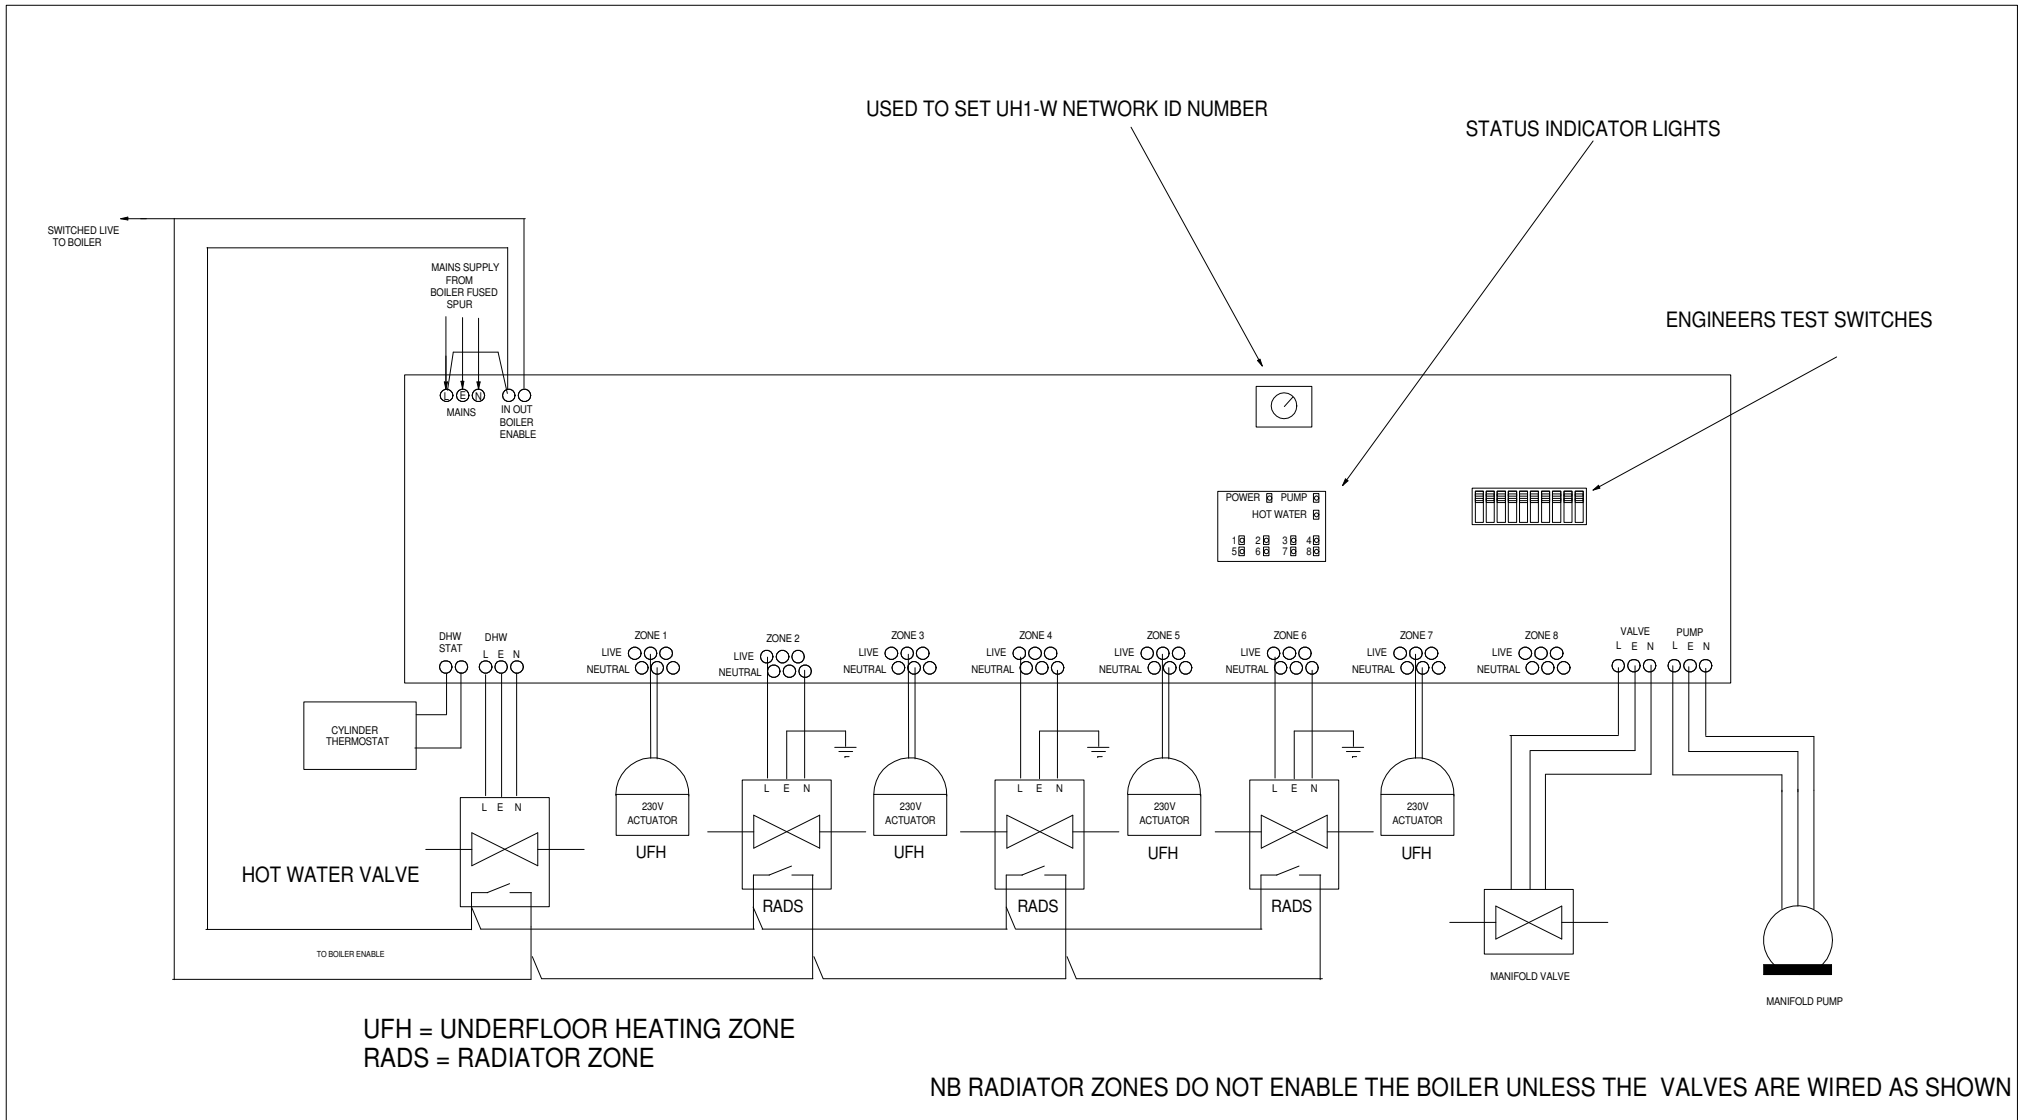 USED TO SET UH1-W NETWORK ID NUMBER
STATUS INDICATOR LIGHTS
SWITCHED LIVE
TO BOILER
MAINS SUPPLY
FROM
BOILER FUSED
SPUR
ENGINEERS TEST SWITCHES
L E N
MAINS
IN OUT
BOILER
ENABLE
POWER PUMP
HOT WATER
1 2 3 4
5 6 7 8
DHW
STAT
DHW
L E N
ZONE 1
LIVE
NEUTRAL
ZONE 2
LIVE
NEUTRAL
ZONE 3
LIVE
NEUTRAL
ZONE 4
LIVE
NEUTRAL
ZONE 5
LIVE
NEUTRAL
ZONE 6
LIVE
NEUTRAL
ZONE 7
LIVE
NEUTRAL
ZONE 8
LIVE
NEUTRAL
VALVE
L E N
PUMP
L E N
CYLINDER
THERMOSTAT
L E N
HOT WATER VALVE
230V
ACTUATOR
UFH
L E N
RADS
230V
ACTUATOR
UFH
L E N
RADS
230V
ACTUATOR
UFH
L E N
RADS
230V
ACTUATOR
UFH
TO BOILER ENABLE
MANIFOLD VALVE
MANIFOLD PUMP
UFH = UNDERFLOOR HEATING ZONE
RADS = RADIATOR ZONE
NB RADIATOR ZONES DO NOT ENABLE THE BOILER UNLESS THE VALVES ARE WIRED AS SHOWN